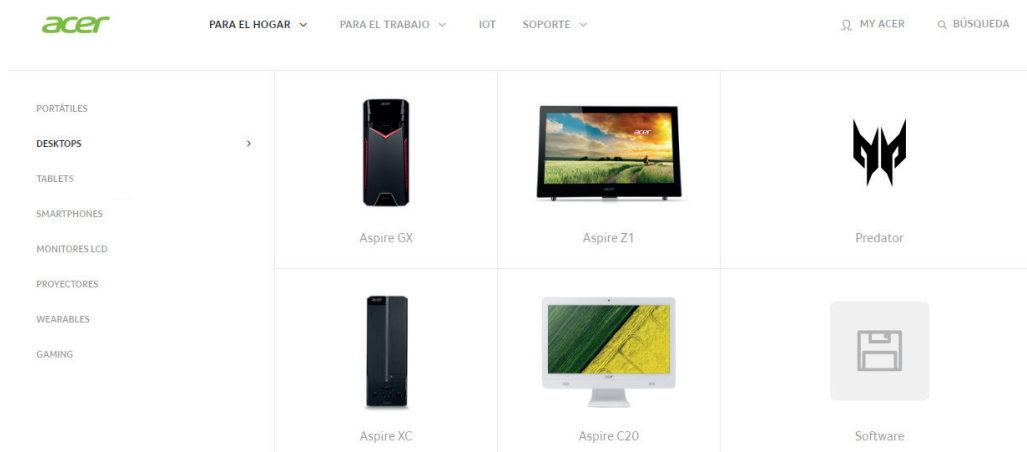 acer
PARA EL HOGAR
PARA EL TRABAJO
IOT
SOPORTE
MY ACER
BÚSQUEDA
PORTÁTILES
DESKTOPS
TABLETS
SMARTPHONES
MONITORES LCD
PROYECTORES
WEARABLES
GAMING
acer
Aspire GX
Aspire Z1
Predator
Aspire XC
Aspire C20
Software